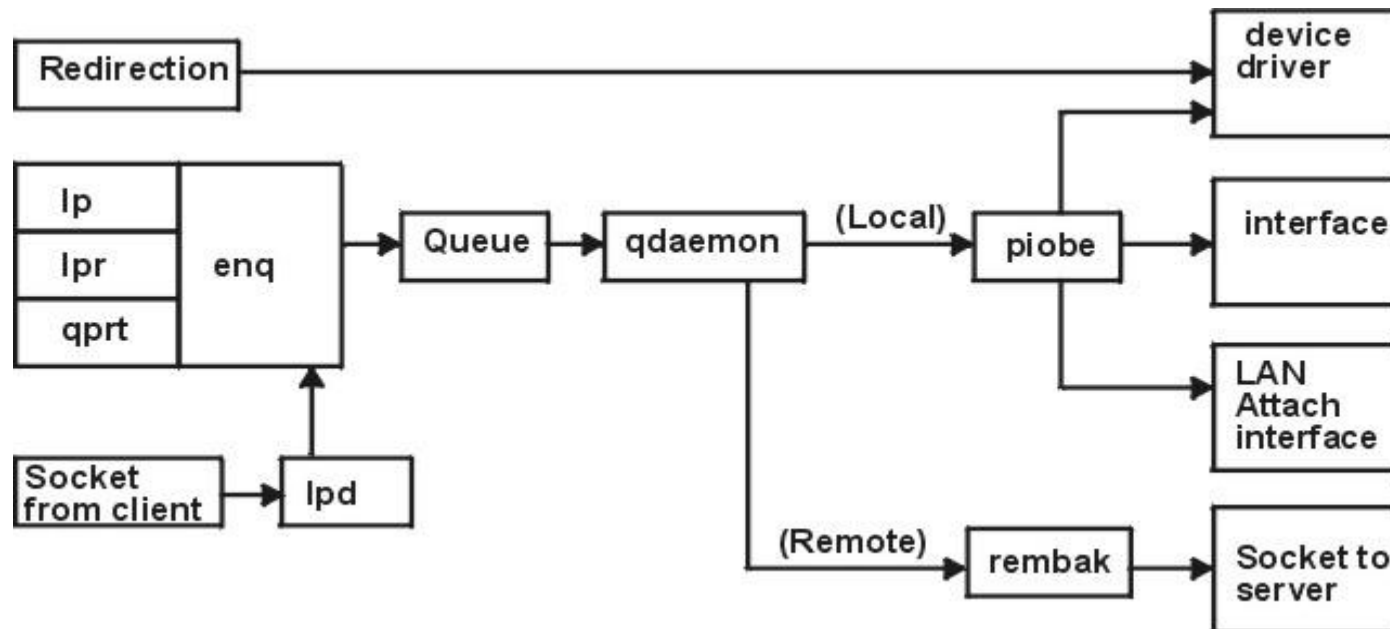 Redirection
device
driver
lp
lpr
qprt
enq
Queue
qdaemon
(Local)
piobe
interface
LAN
Attach
interface
Socket
from client
lpd
(Remote)
rembak
Socket to
server